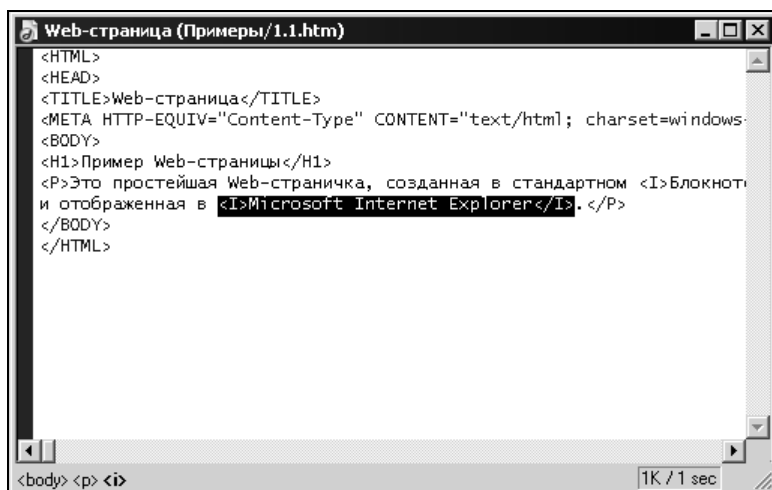 Web-страница (Примеры/1.1.htm)
<HTML>
<HEAD>
<TITLE>Web-страница</TITLE>
<META HTTP-EQUIV="Content-Type" CONTENT="text/html; charset=windows-
<BODY>
<H1>Пример Web-страницы</H1>
<P>Это простейшая Web-страничка, созданная в стандартном <I>Блокнот
и отображенная в <I>Microsoft Internet Explorer</I>.</P>
</BODY>
</HTML>
<body> <p> <i>
1K / 1 sec